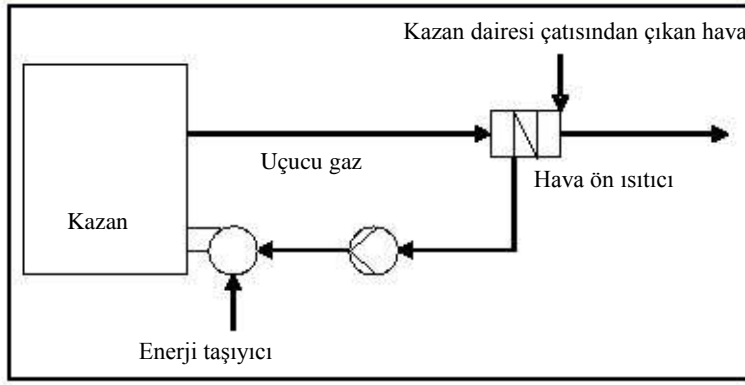 Kazan dairesi çatısından çıkan hava
Uçucu gaz
Hava ön ısıtıcı
Kazan
Enerji taşıyıcı